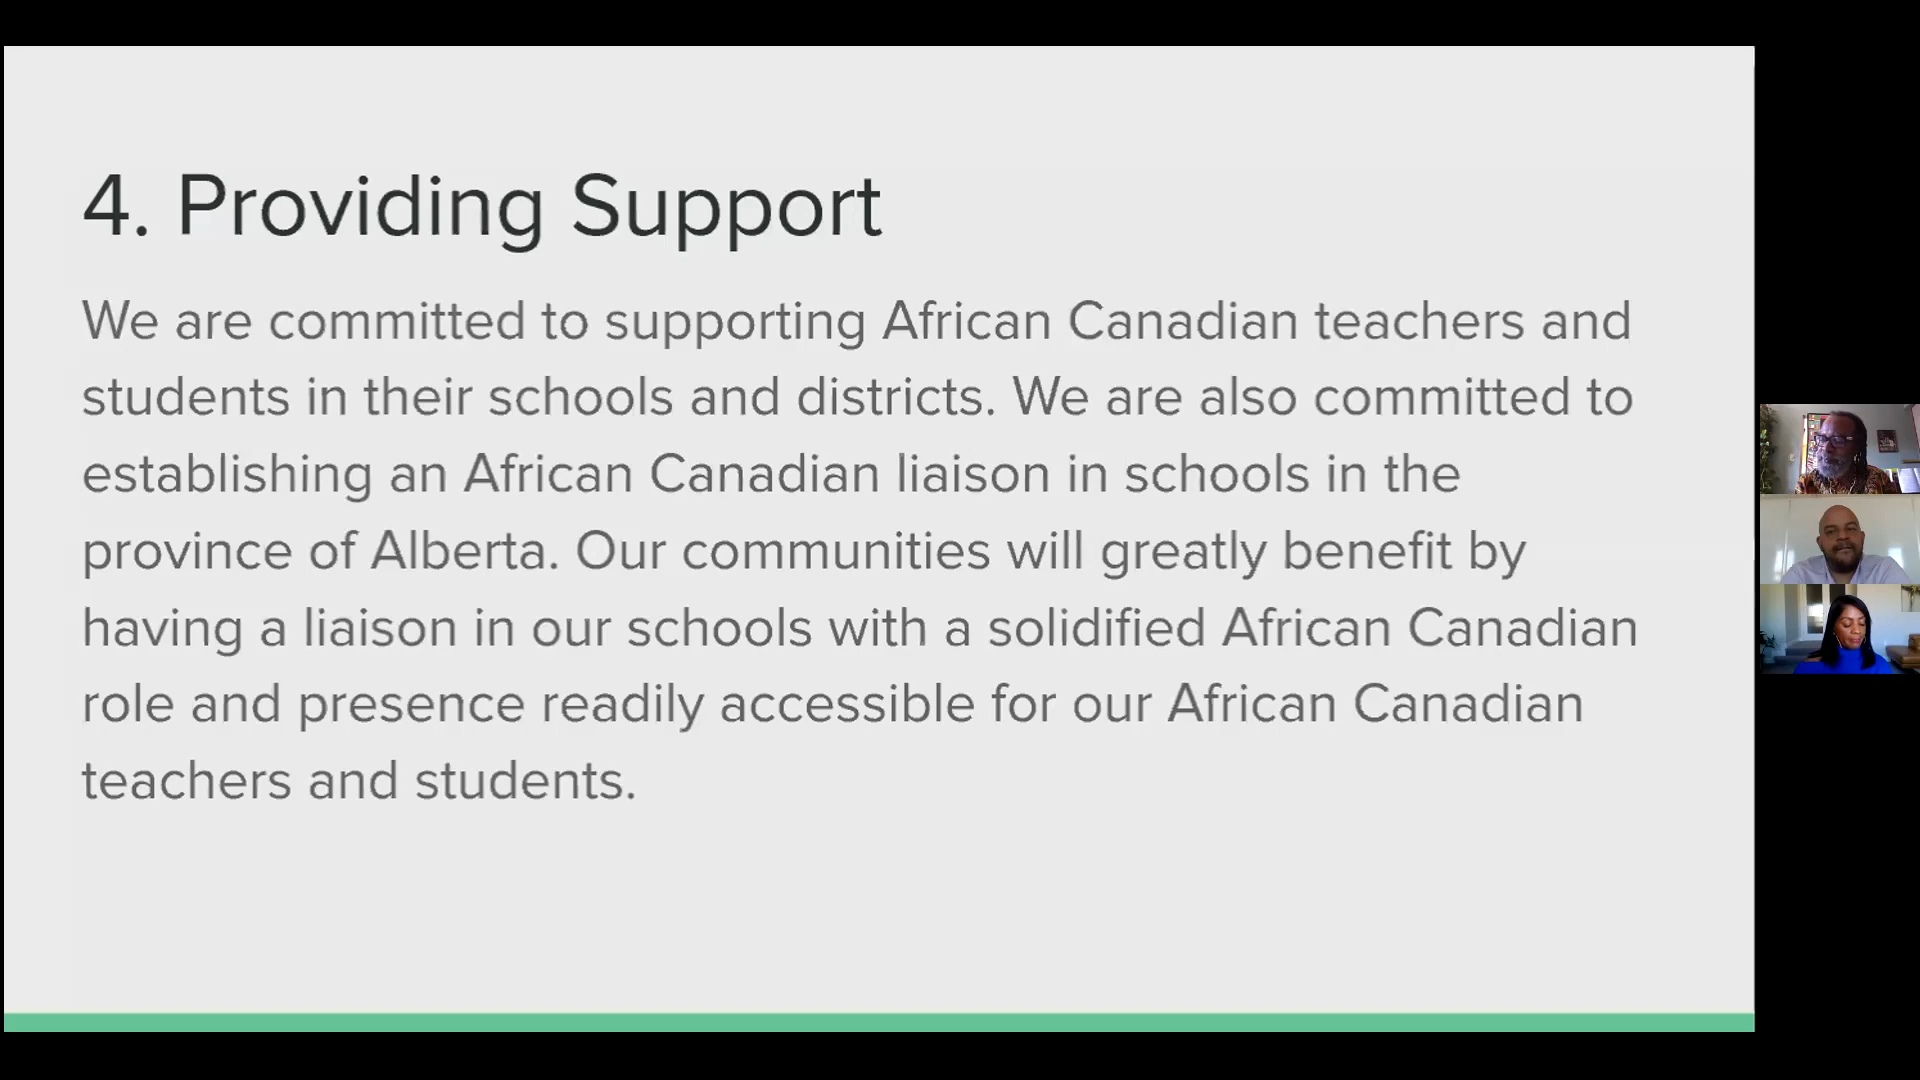 4. Providing Support
We are committed to supporting African Canadian teachers and
students in their schools and districts. We are also committed to
establishing an African Canadian liaison in schools in the
province of Alberta. Our communities will greatly benefit by
having a liaison in our schools with a solidified African Canadian
role and presence readily accessible for our African Canadian
teachers and students.